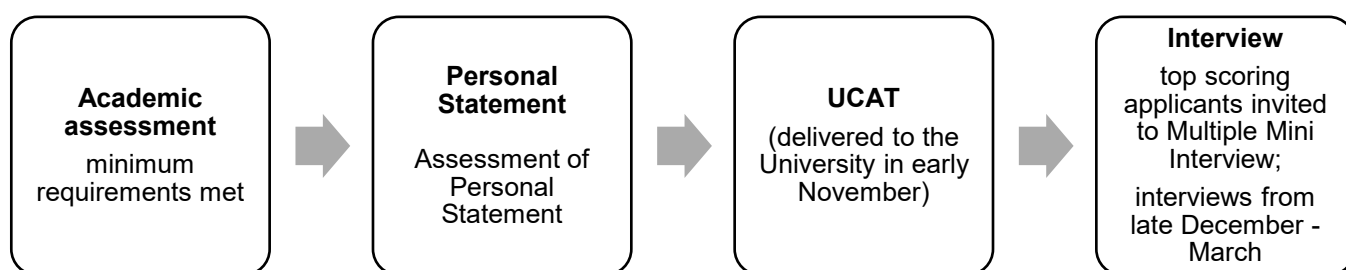 Academic
assessment
minimum
requirements met
Personal
Statement
Assessment of
Personal
Statement
UCAT
(delivered to the
University in early
November)
Interview
top scoring
applicants invited
to Multiple Mini
Interview;
interviews from
late December -
March